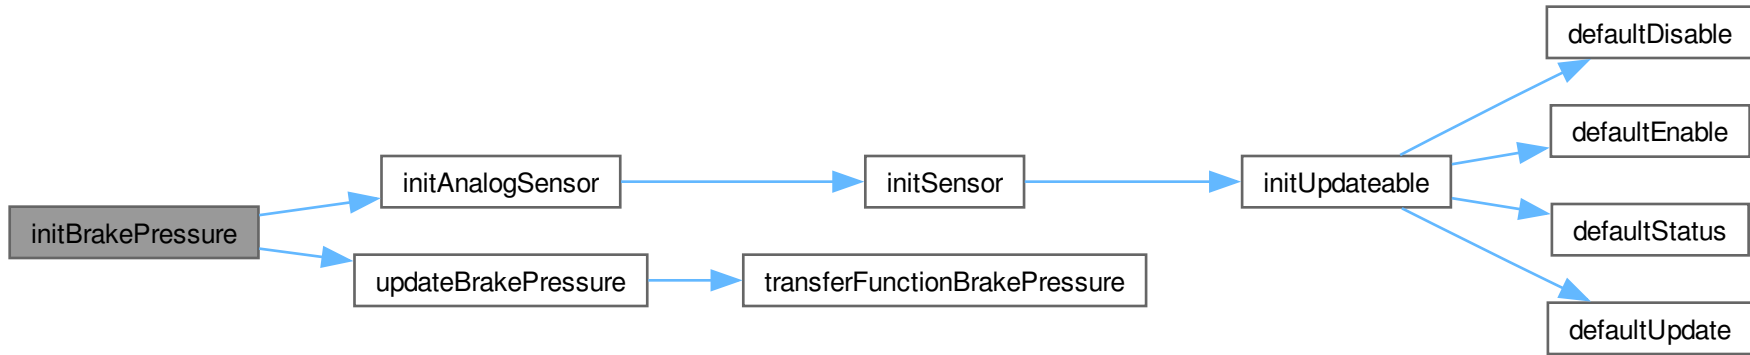 initBrakePressure
initAnalogSensor
updateBrakePressure
initSensor
transferFunctionBrakePressure
initUpdateable
defaultDisable
defaultEnable
defaultStatus
defaultUpdate